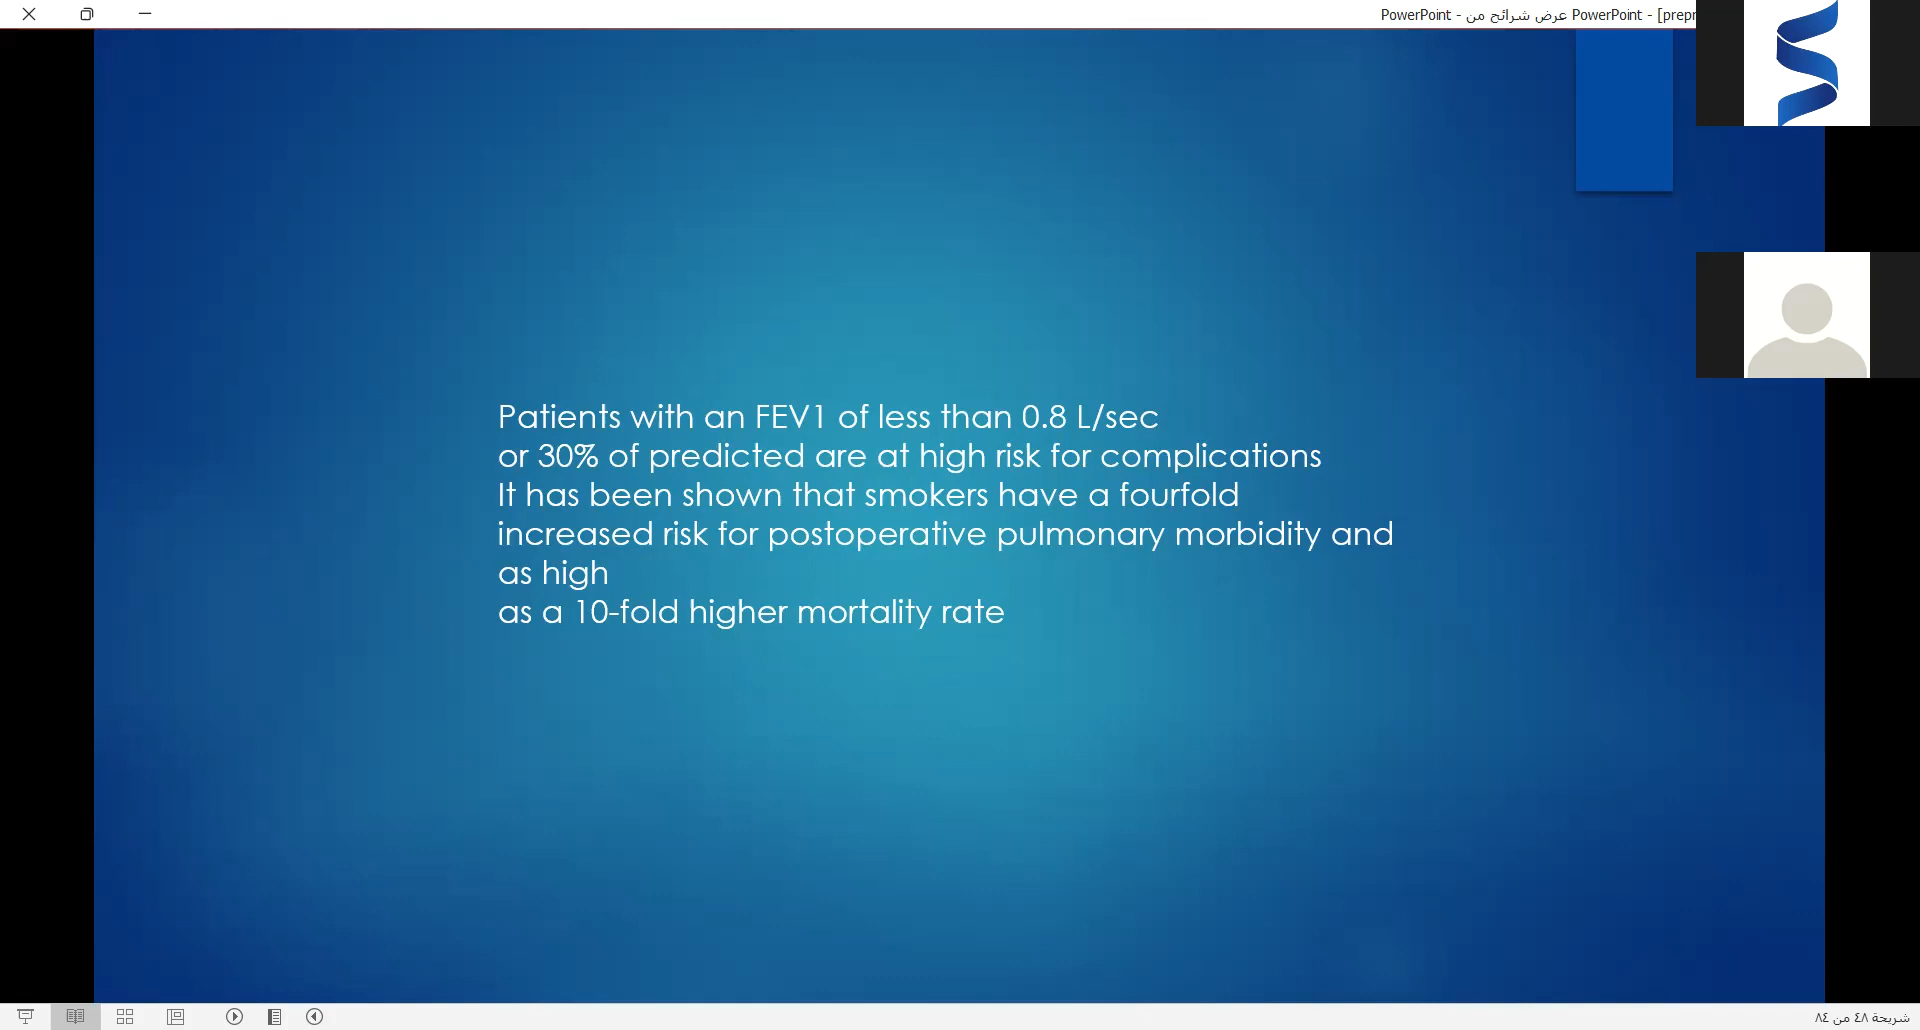 PowerPoint - عرض شرائح من PowerPoint - [prepr
Patients with an FEV1 of less than 0.8 L/sec
or 30% of predicted are at high risk for complications
It has been shown that smokers have a fourfold
increased risk for postoperative pulmonary morbidity and
as high
as a 10-fold higher mortality rate
شريحة ٤٨ من ٨٤